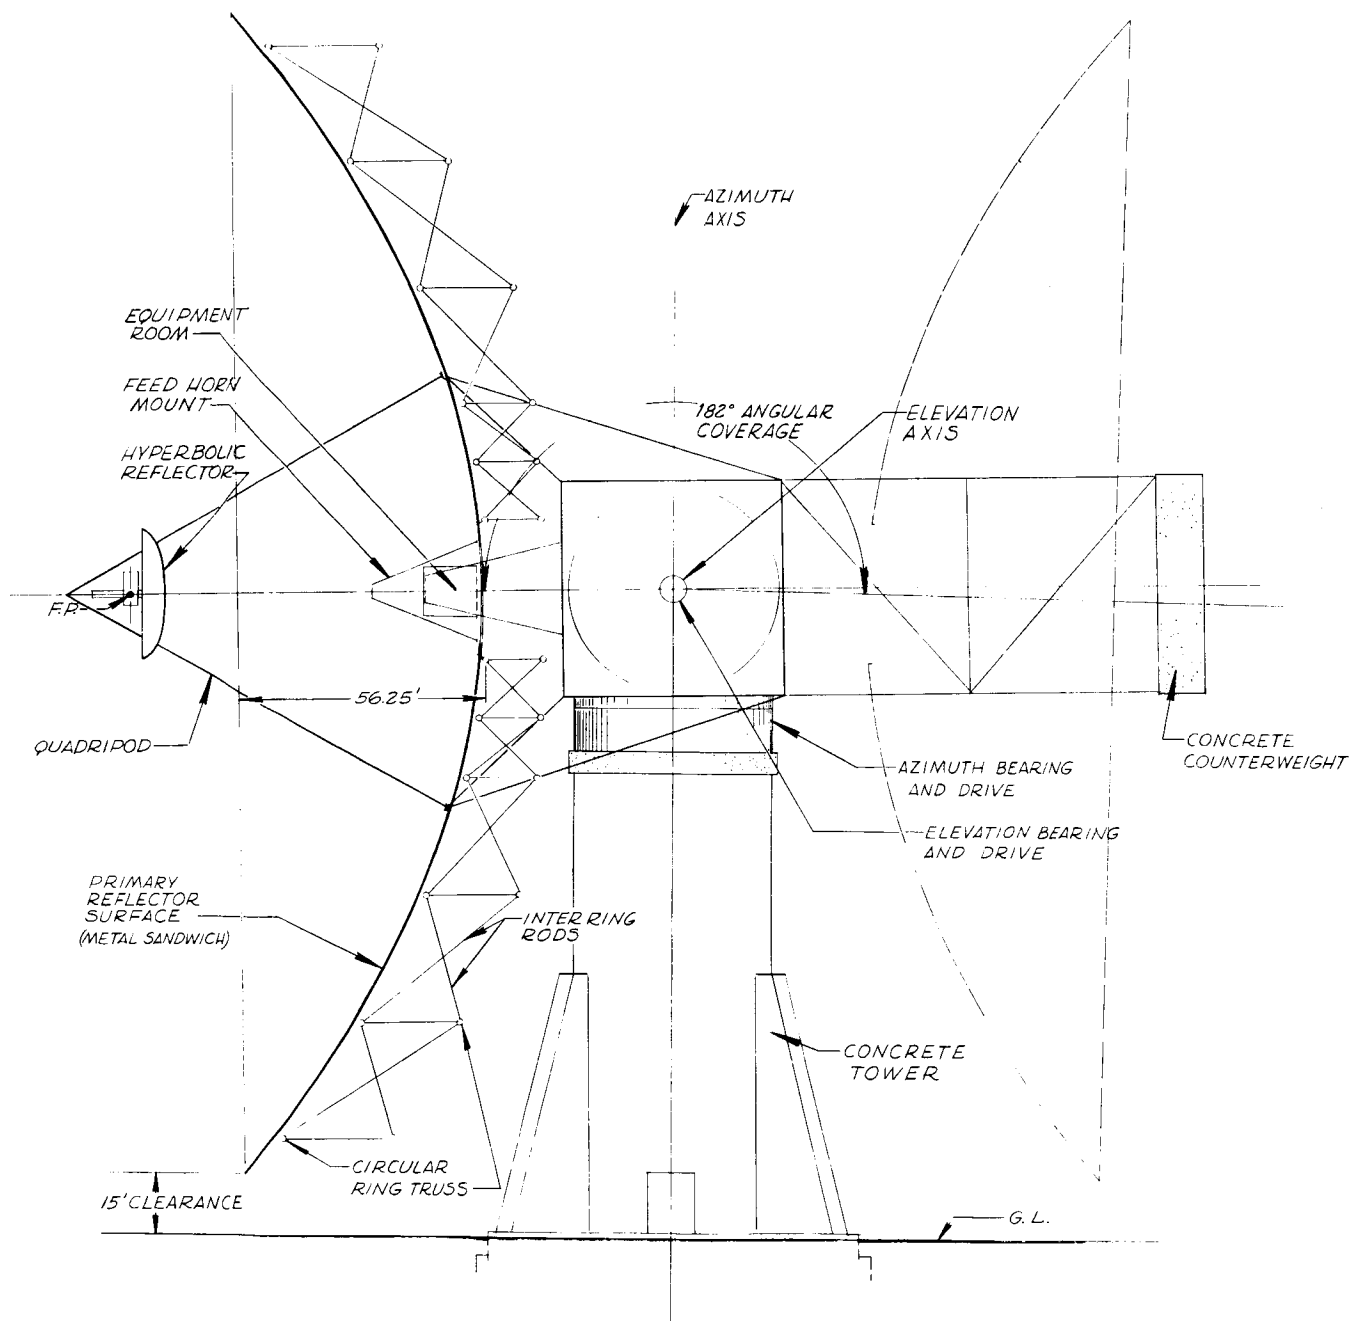 AZIMUTH
AXIS
EQUIPMENT
ROOM
FEED HORN
MOUNT
HYPERBOLIC
REFLECTOR
182° ANGULAR
COVERAGE
ELEVATION
AXIS
F.P.
56.25'
QUADRIPOD
CONCRETE
COUNTERWEIGHT
AZIMUTH BEARING
AND DRIVE
ELEVATION BEARING
AND DRIVE
PRIMARY
REFLECTOR
SURFACE
(METAL SANDWICH)
INTER RING
RODS
CONCRETE
TOWER
CIRCULAR
RING TRUSS
15' CLEARANCE
G.L.